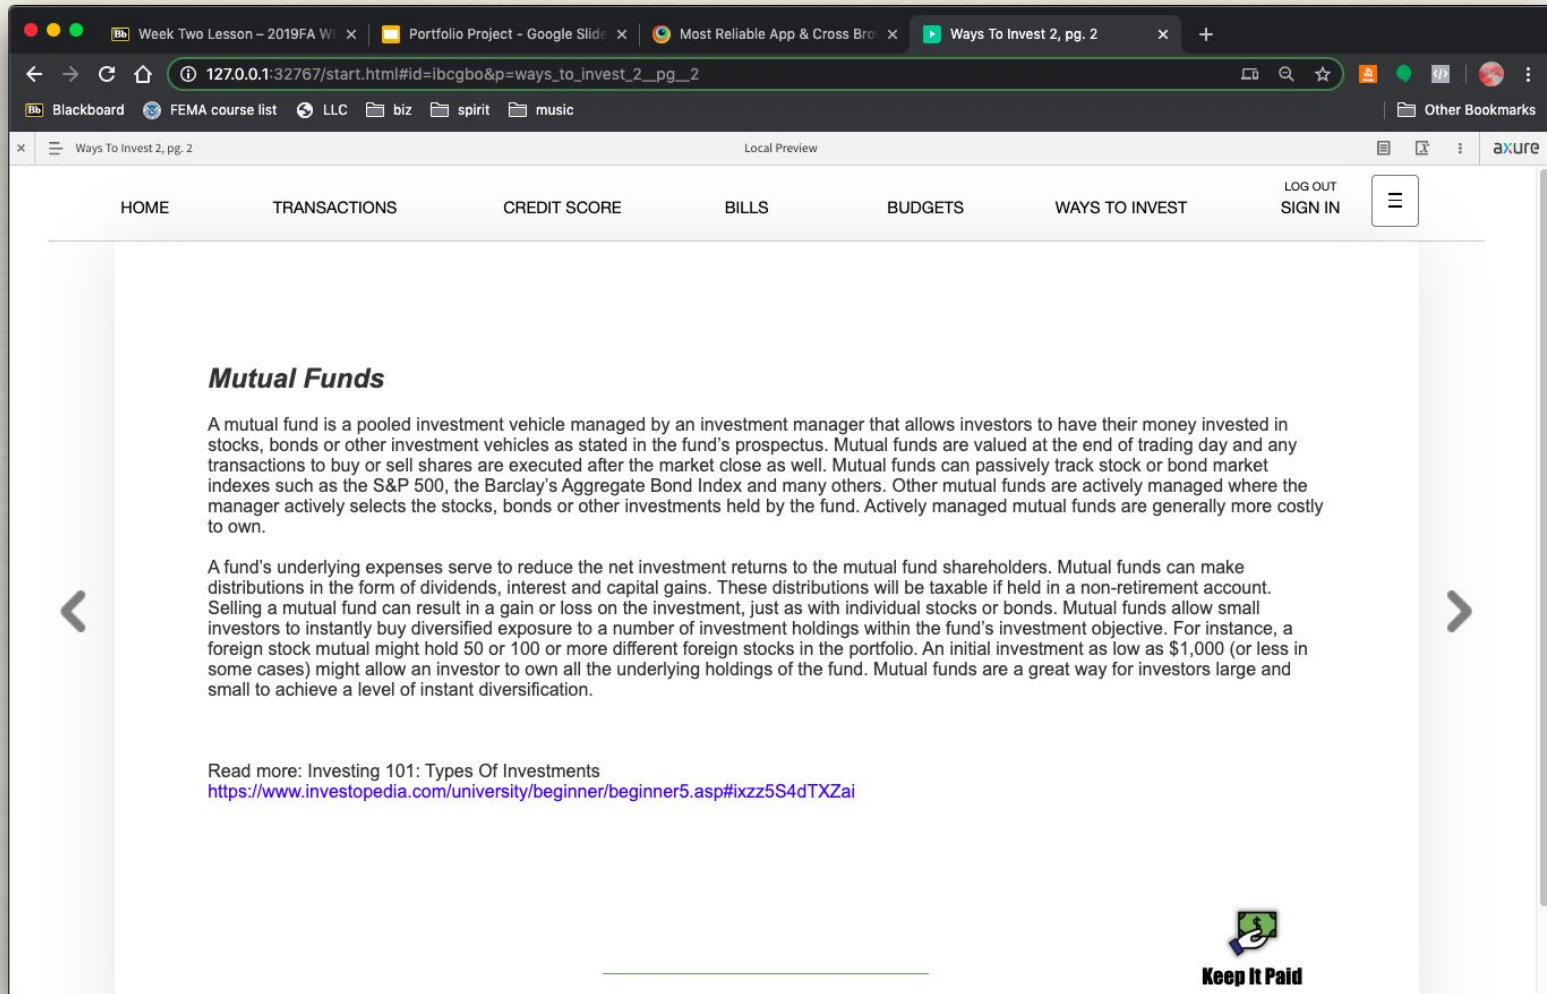 Week Two Lesson – 2019FA W
Portfolio Project - Google Slide
Most Reliable App & Cross Bro
Ways To Invest 2, pg. 2
127.0.0.1:32767/start.html#id=ibcgbo&p=ways_to_invest_2__pg__2
Bb Blackboard FEMA course list LLC biz spirit music Other Bookmarks
Ways To Invest 2, pg. 2 Local Preview axure
LOG OUT
HOME TRANSACTIONS CREDIT SCORE BILLS BUDGETS WAYS TO INVEST SIGN IN
Mutual Funds
A mutual fund is a pooled investment vehicle managed by an investment manager that allows investors to have their money invested in
stocks, bonds or other investment vehicles as stated in the fund's prospectus. Mutual funds are valued at the end of trading day and any
transactions to buy or sell shares are executed after the market close as well. Mutual funds can passively track stock or bond market
indexes such as the S&P 500, the Barclay's Aggregate Bond Index and many others. Other mutual funds are actively managed where the
manager actively selects the stocks, bonds or other investments held by the fund. Actively managed mutual funds are generally more costly
to own.
A fund's underlying expenses serve to reduce the net investment returns to the mutual fund shareholders. Mutual funds can make
distributions in the form of dividends, interest and capital gains. These distributions will be taxable if held in a non-retirement account.
Selling a mutual fund can result in a gain or loss on the investment, just as with individual stocks or bonds. Mutual funds allow small
investors to instantly buy diversified exposure to a number of investment holdings within the fund's investment objective. For instance, a
foreign stock mutual might hold 50 or 100 or more different foreign stocks in the portfolio. An initial investment as low as $1,000 (or less in
some cases) might allow an investor to own all the underlying holdings of the fund. Mutual funds are a great way for investors large and
small to achieve a level of instant diversification.
Read more: Investing 101: Types Of Investments
https://www.investopedia.com/university/beginner/beginner5.asp#ixzz5S4dTXZai
Keep It Paid